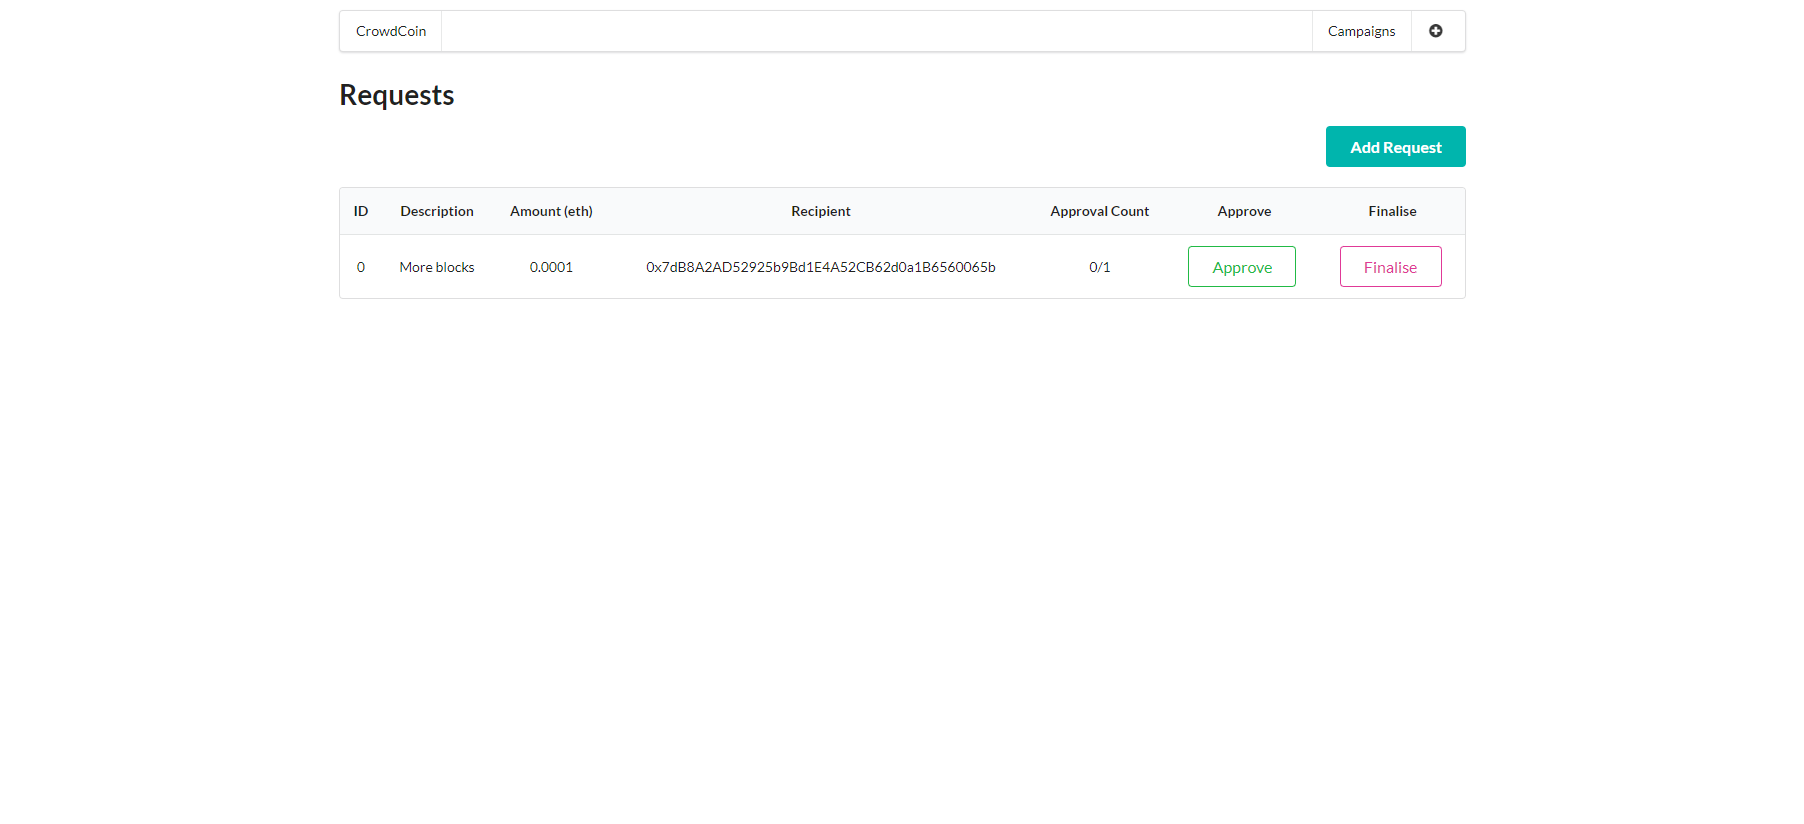 CrowdCoin Campaigns
Requests
Add Request
ID Description Amount (eth) Recipient Approval Count Approve Finalise
0 More blocks 0.0001 0x7dB8A2AD52925b9Bd1E4A52CB62d0a1B6560065b 0/1 Approve Finalise